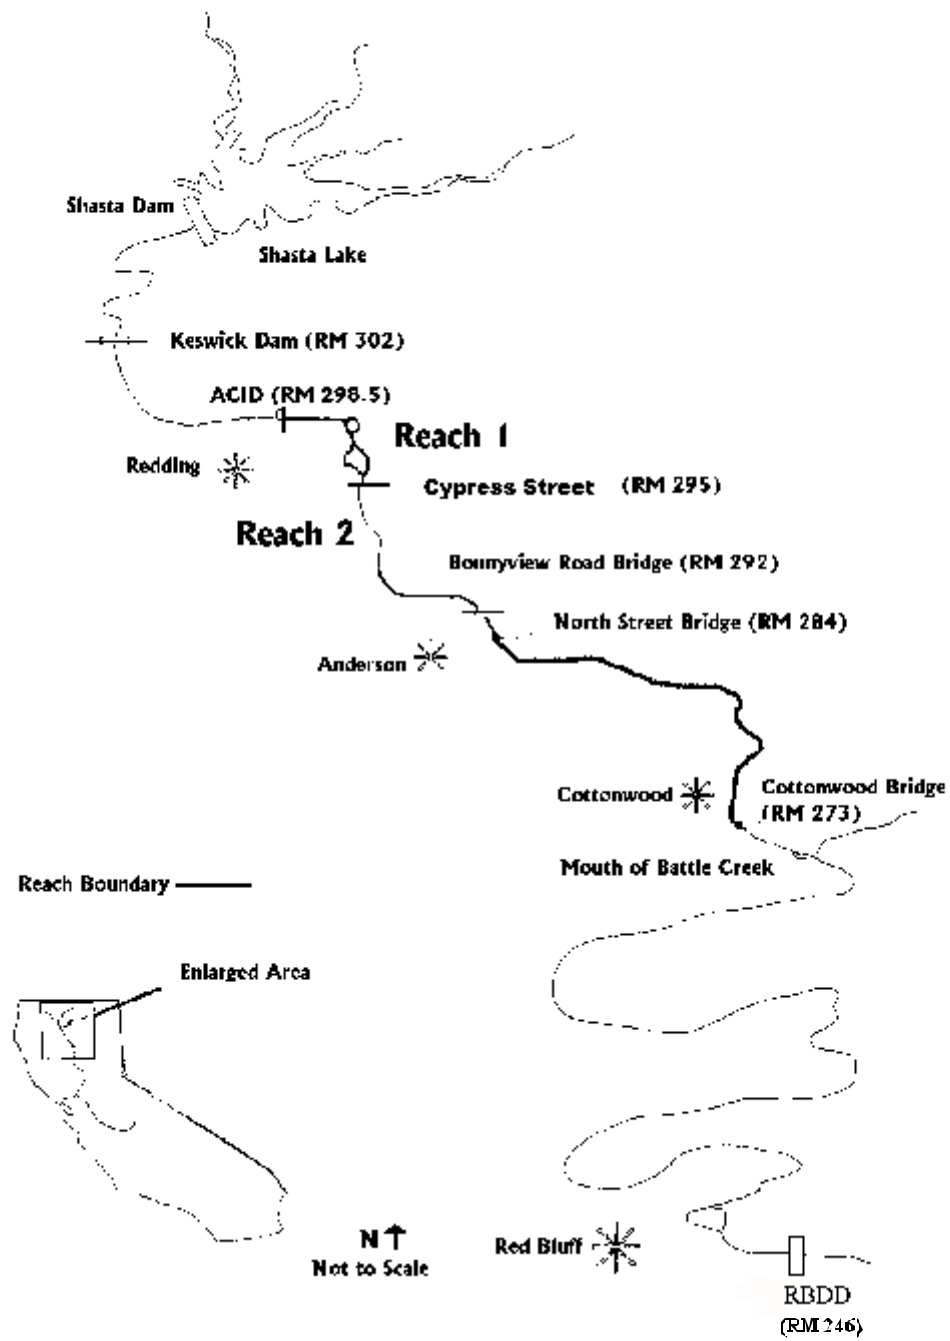 Shasta Dam
Shasta Lake
Keswick Dam (RM 302)
ACID (RM 298.5)
Reach 1
Redding
Cypress Street (RM 295)
Reach 2
Bonnyview Road Bridge (RM 292)
North Street Bridge (RM 284)
Anderson
Cottonwood
Cottonwood Bridge
(RM 273)
Mouth of Battle Creek
Reach Boundary
Enlarged Area
N
Not to Scale
Red Bluff
RBDD
(RM 246)